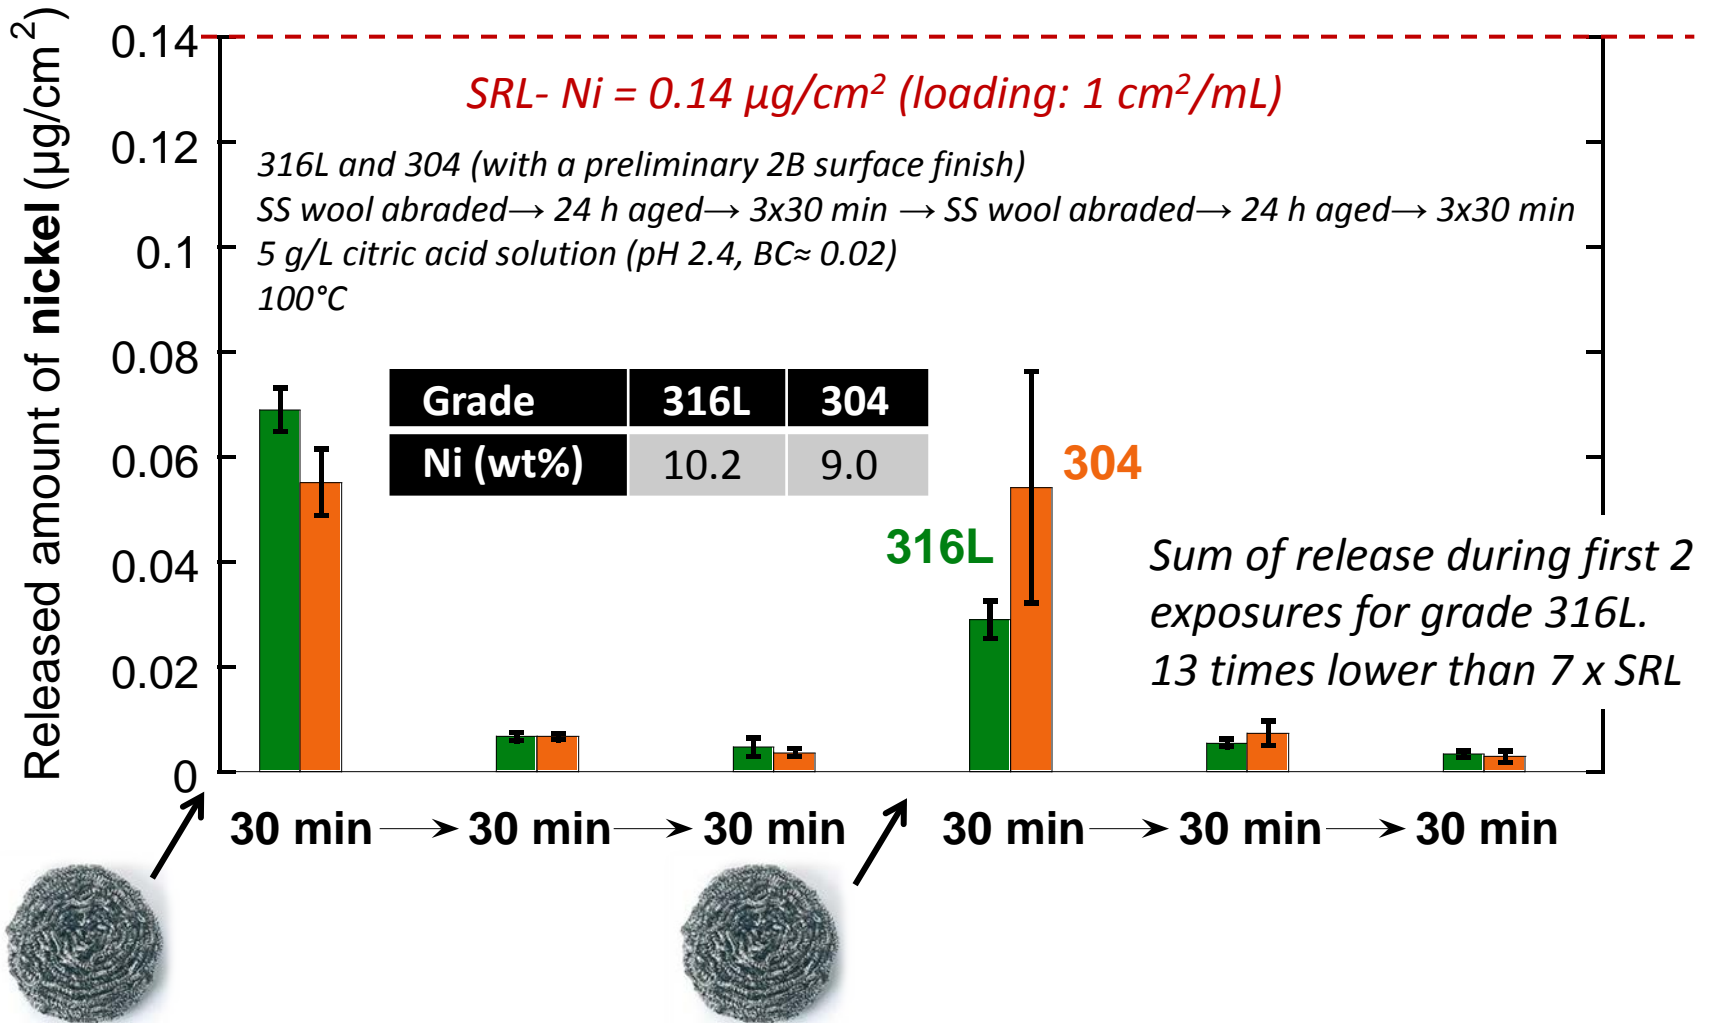 Released amount of nickel (µg/cm²)
0.14
0.12
0.1
0.08
0.06
0.04
0.02
0
SRL- Ni = 0.14 µg/cm² (loading: 1 cm²/mL)
316L and 304 (with a preliminary 2B surface finish)
SS wool abraded→ 24 h aged→ 3x30 min → SS wool abraded→ 24 h aged→ 3x30 min
5 g/L citric acid solution (pH 2.4, BC≈ 0.02)
100°C
Grade 316L 304
Ni (wt%) 10.2 9.0
304
316L
Sum of release during first 2
exposures for grade 316L.
13 times lower than 7 x SRL
30 min → 30 min → 30 min 30 min → 30 min → 30 min